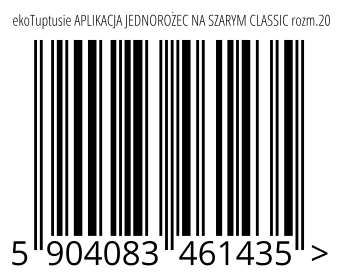 ekoTuptusie APLIKACJA JEDNOROŻEC NA SZARYM CLASSIC rozm.20
5 904083 461435 >